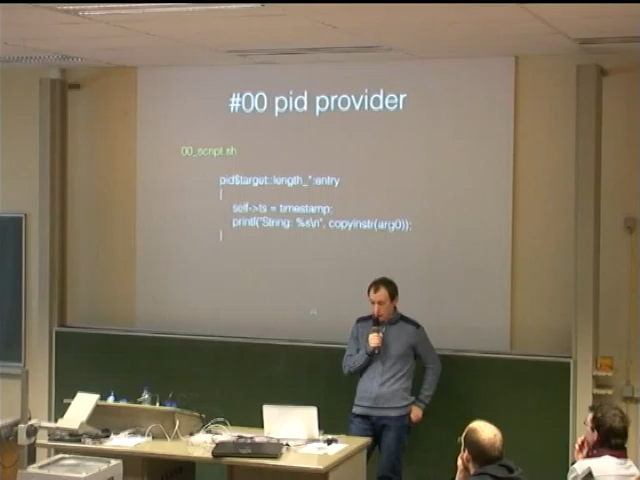 #00 pid provider
00_script.sh
pid$target::length_*:entry
{
self->ts = timestamp;
printf("String: %s\n", copyinstr(arg0));
}